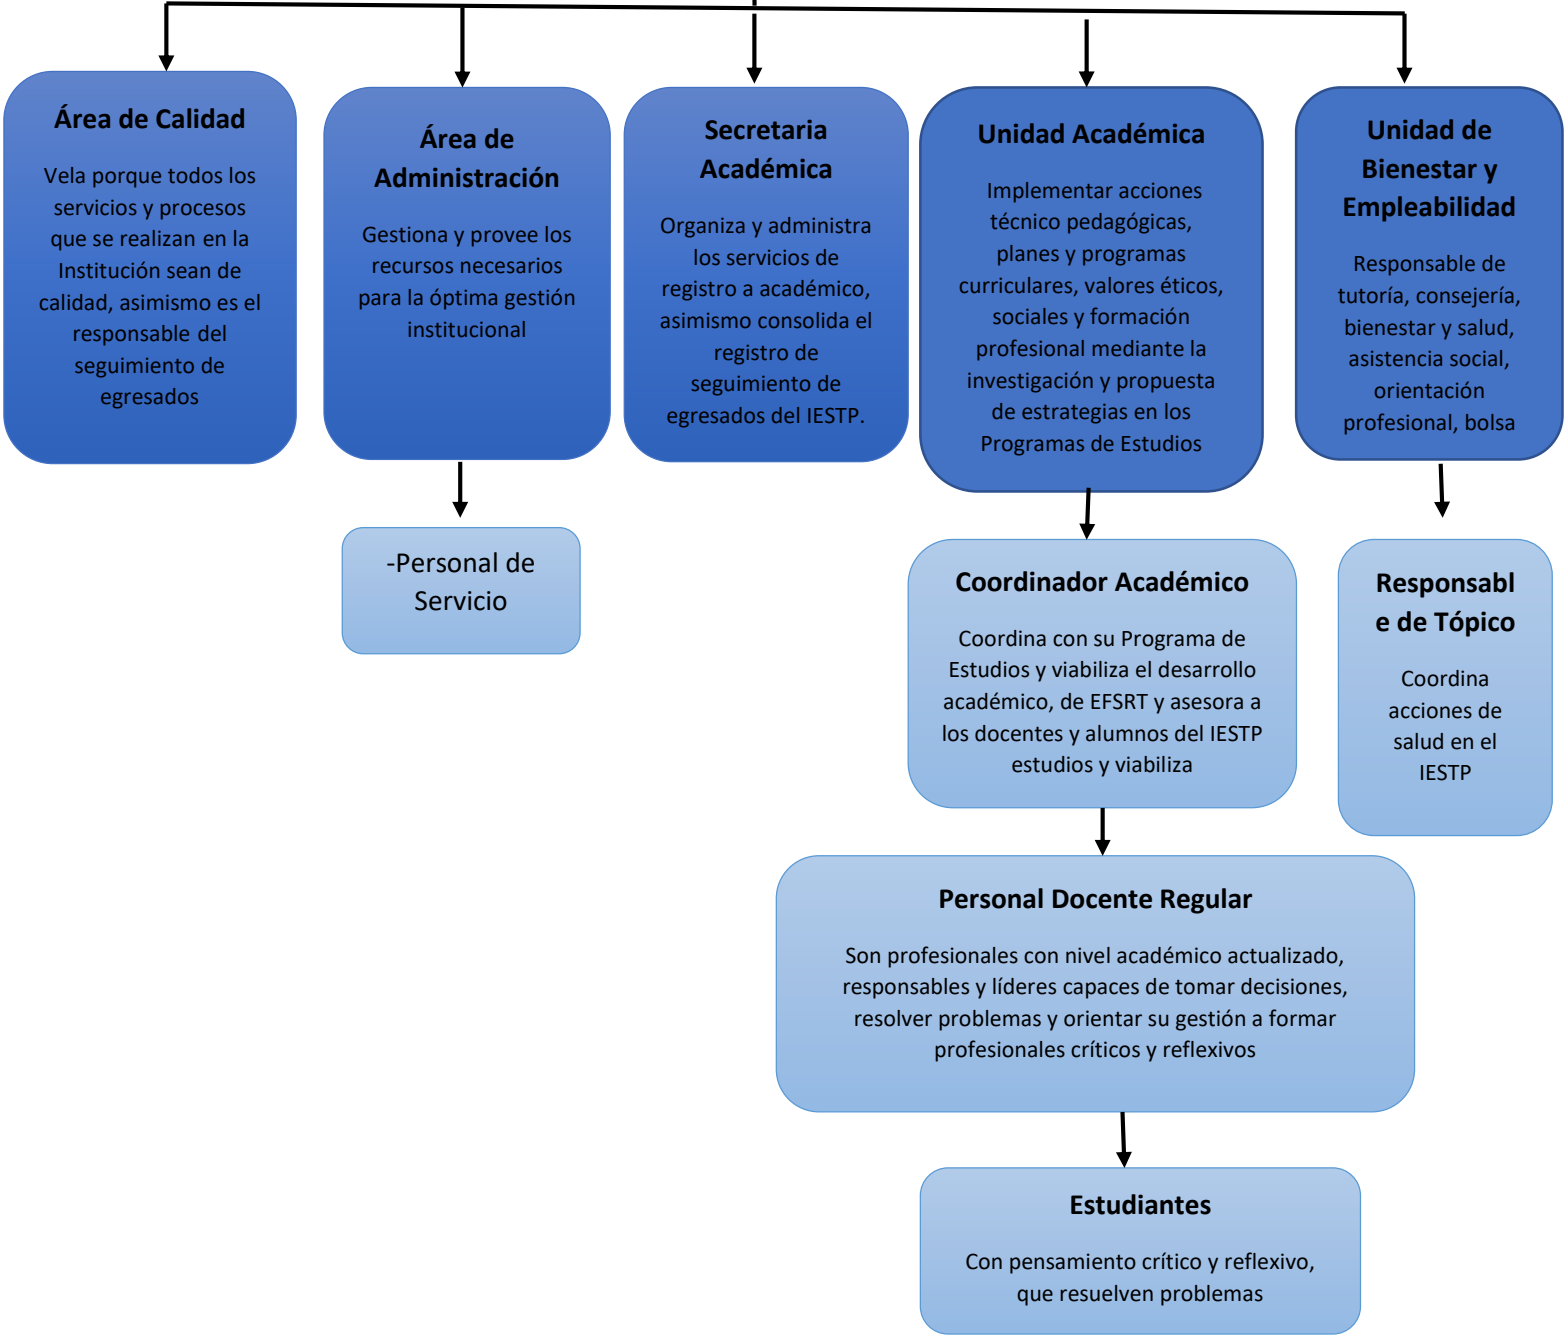 Área de Calidad
Vela porque todos los
servicios y procesos
que se realizan en la
Institución sean de
calidad, asimismo es el
responsable del
seguimiento de
egresados
Área de
Administración
Gestiona y provee los
recursos necesarios
para la óptima gestión
institucional
Secretaria
Académica
Organiza y administra
los servicios de
registro a académico,
asimismo consolida el
registro de
seguimiento de
egresados del IESTP.
Unidad Académica
Implementar acciones
técnico pedagógicas,
planes y programas
curriculares, valores éticos,
sociales y formación
profesional mediante la
investigación y propuesta
de estrategias en los
Programas de Estudios
Unidad de
Bienestar y
Empleabilidad
Responsable de
tutoría, consejería,
bienestar y salud,
asistencia social,
orientación
profesional, bolsa
-Personal de
Servicio
Coordinador Académico
Coordina con su Programa de
Estudios y viabiliza el desarrollo
académico, de EFSRT y asesora a
los docentes y alumnos del IESTP
estudios y viabiliza
Responsabl
e de Tópico
Coordina
acciones de
salud en el
IESTP
Personal Docente Regular
Son profesionales con nivel académico actualizado,
responsables y líderes capaces de tomar decisiones,
resolver problemas y orientar su gestión a formar
profesionales críticos y reflexivos
Estudiantes
Con pensamiento crítico y reflexivo,
que resuelven problemas